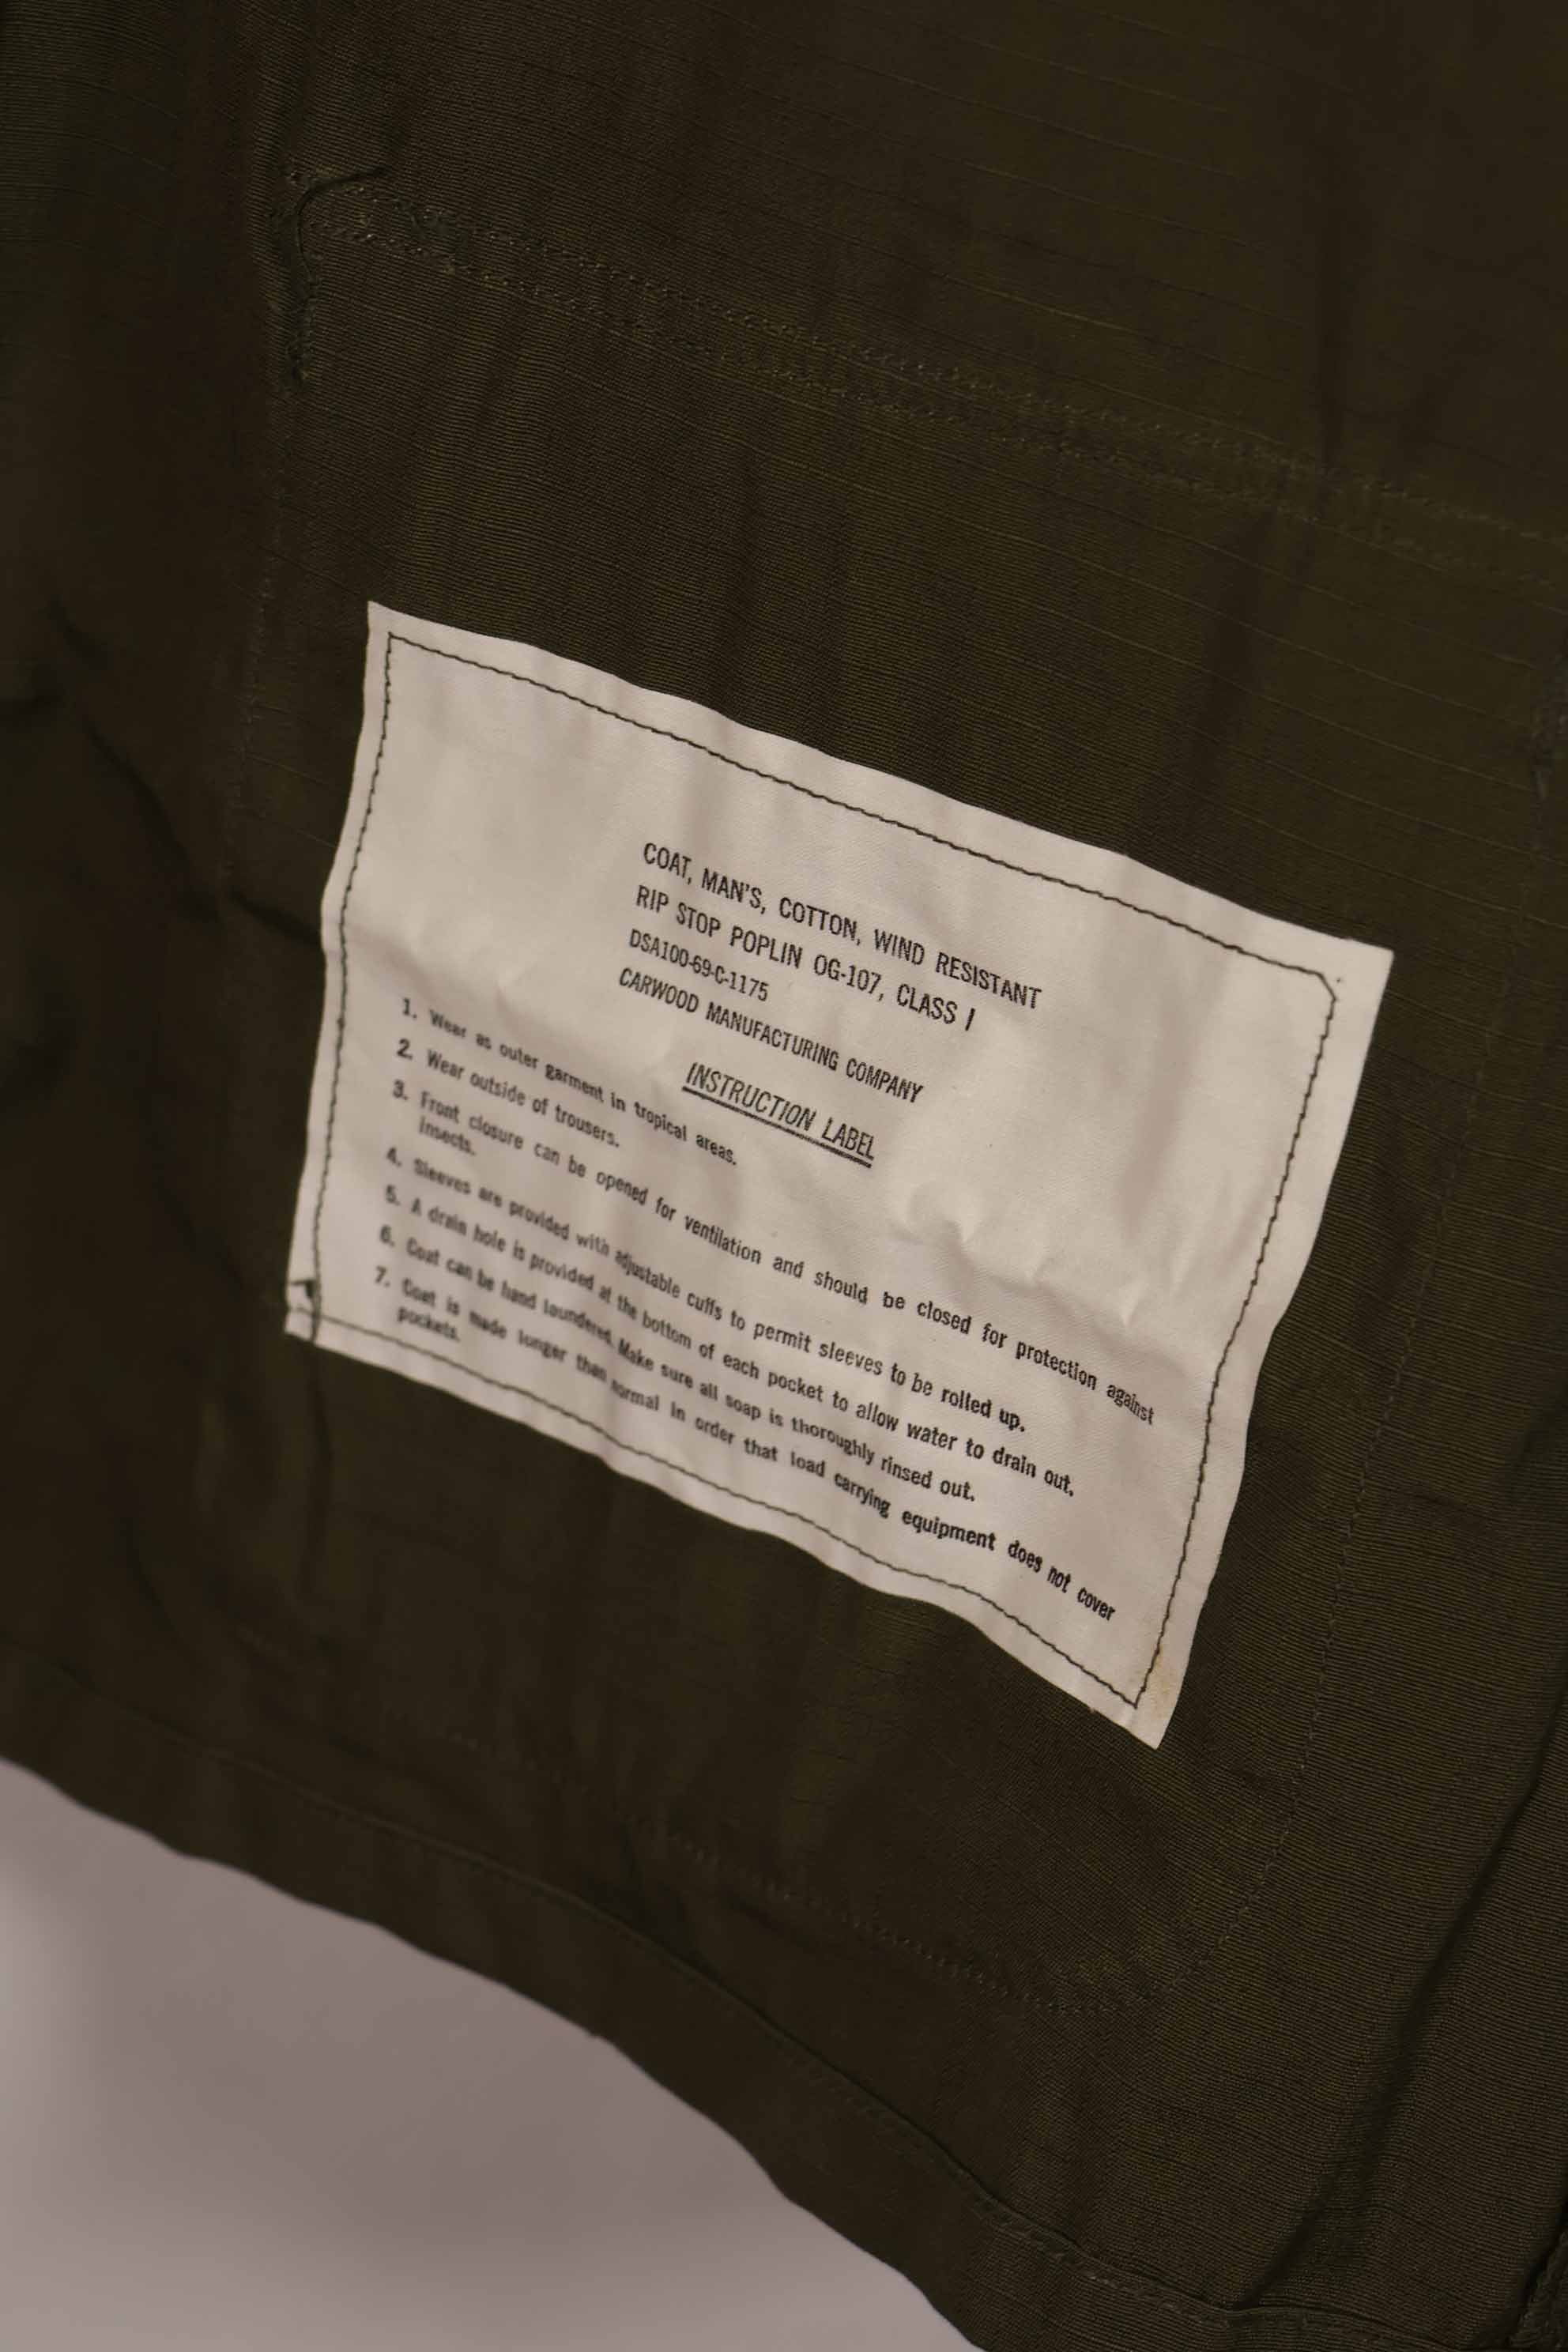 COAT, MAN'S, COTTON, WIND RESISTANT
RIP STOP POPLIN OG-107, CLASS I
DSA100-69-C-1175
CARWOOD MANUFACTURING COMPANY
INSTRUCTION LABEL
1. Wear as outer garment in tropical areas.
2. Wear outside of trousers.
3. Front closure can be opened for ventilation and should be closed for protection against
insects.
4. Sleeves are provided with adjustable cuffs to permit sleeves to be rolled up.
5. A drain hole is provided at the bottom of each pocket to allow water to drain out.
6. Coat can be hand laundered. Make sure all soap is thoroughly rinsed out.
7. Coat is made longer than normal in order that load carrying equipment does not cover
pockets.